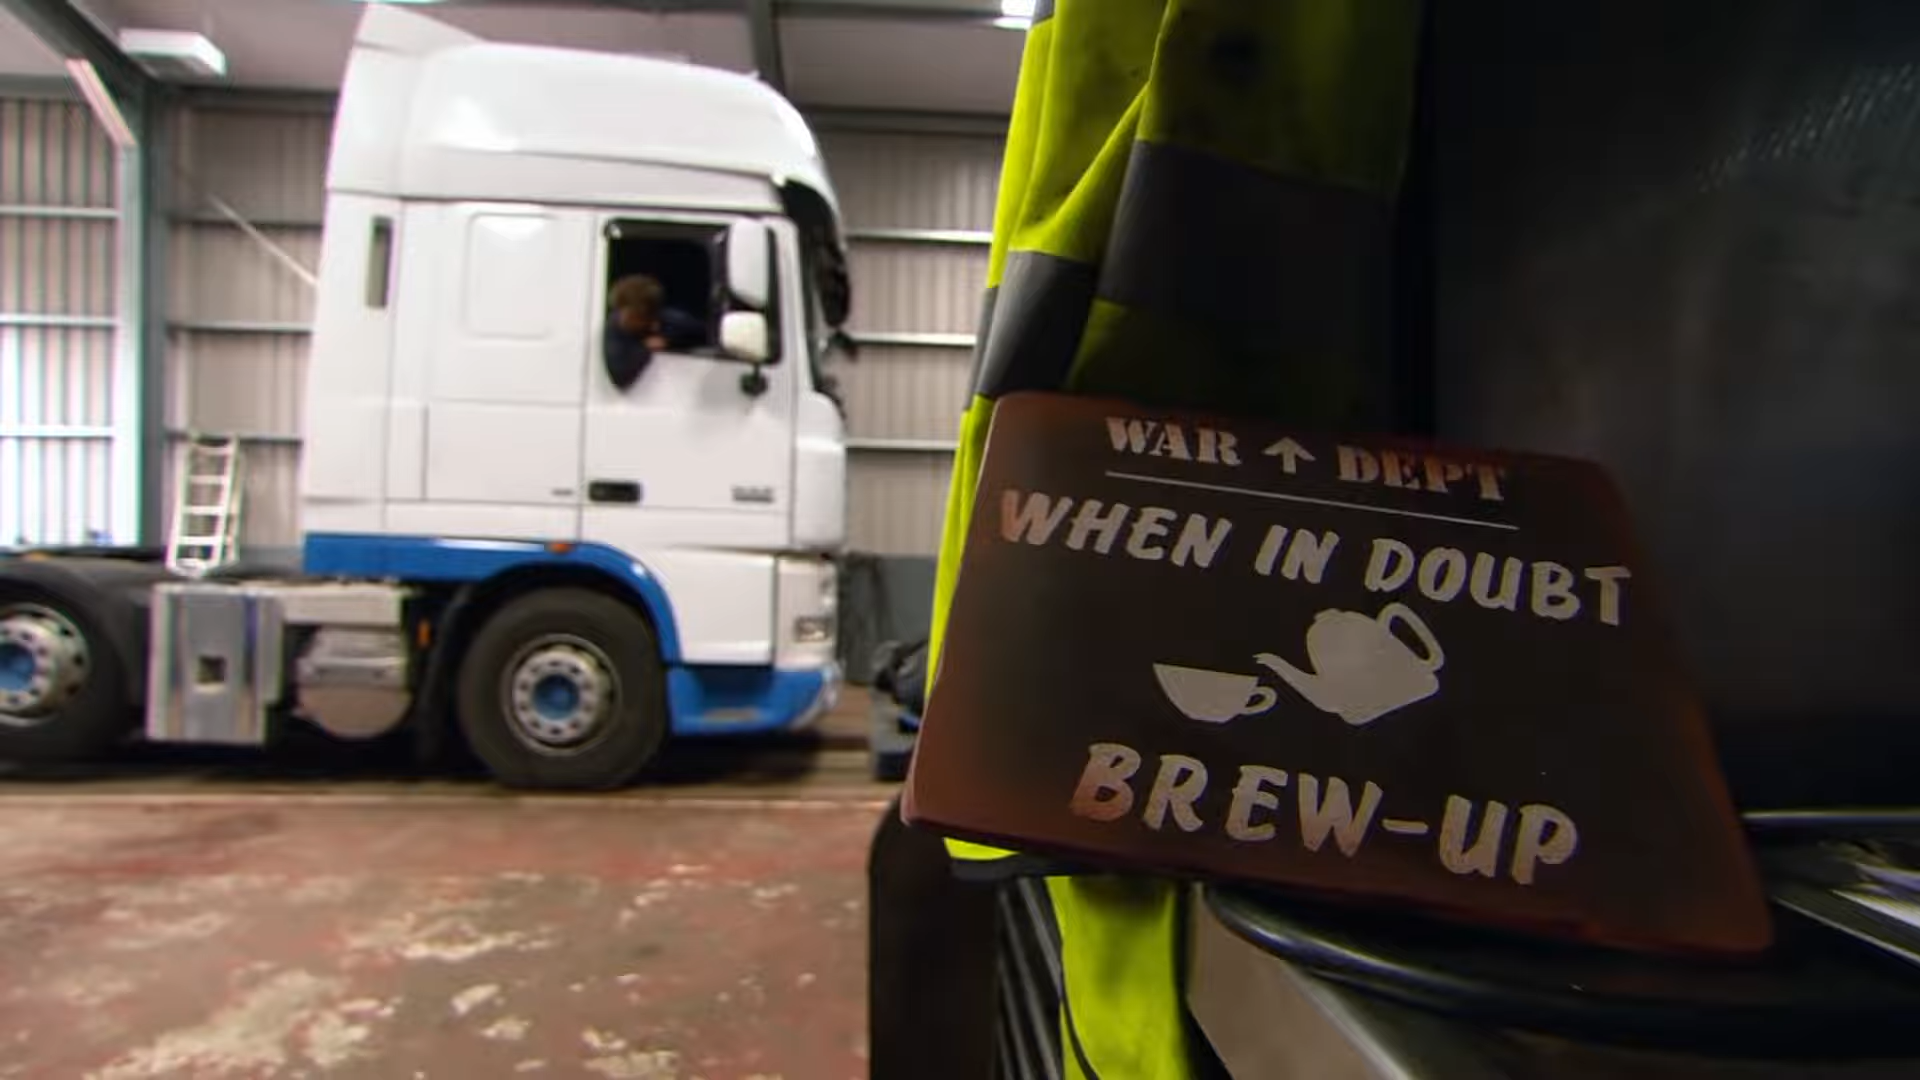 WAR ↑ DEPT
WHEN IN DOUBT
BREW-UP